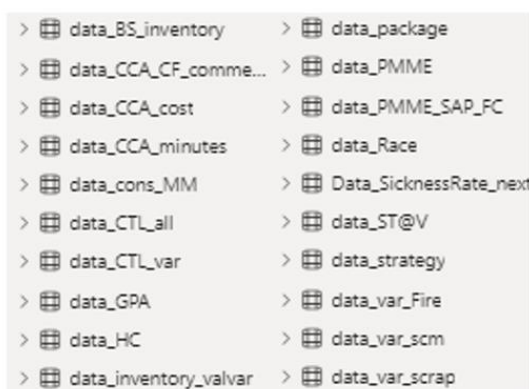 data_BS_inventory
data_CCA_CF_comme...
data_CCA_cost
data_CCA_minutes
data_cons_MM
data_CTL_all
data_CTL_var
data_GPA
data_HC
data_inventory_valvar
data_package
data_PMME
data_PMME_SAP_FC
data_Race
Data_SicknessRate_next
data_ST@V
data_strategy
data_var_Fire
data_var_scm
data_var_scrap